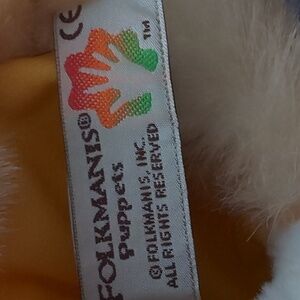 CE
FOLKMANIS®
Puppets
™
© FOLKMANIS, INC.
ALL RIGHTS RESERVED